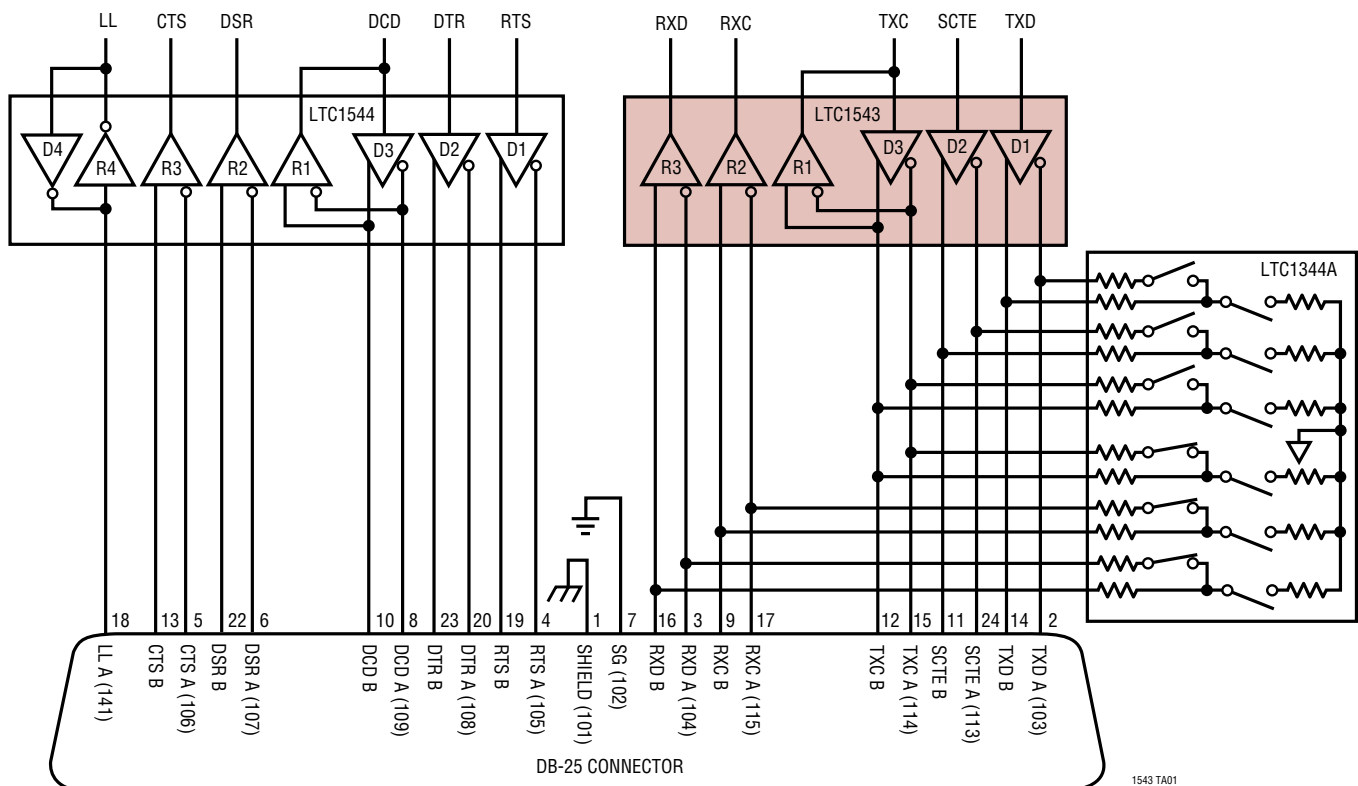 LL CTS DSR DCD DTR RTS RXD RXC TXC SCTE TXD
LTC1544 LTC1543
D4 R4 R3 R2 R1 D3 D2 D1 R3 R2 R1 D3 D2 D1
LTC1344A
18 13 5 22 6 10 8 23 20 19 4 1 7 16 3 9 17 12 15 11 24 14 2
LL A (141)
CTS B
CTS A (106)
DSR B
DSR A (107)
DCD B
DCD A (109)
DTR B
DTR A (108)
RTS B
RTS A (105)
SHIELD (101)
SG (102)
RXD B
RXD A (104)
RXC B
RXC A (115)
TXC B
TXC A (114)
SCTE B
SCTE A (113)
TXD B
TXD A (103)
DB-25 CONNECTOR
1543 TA01